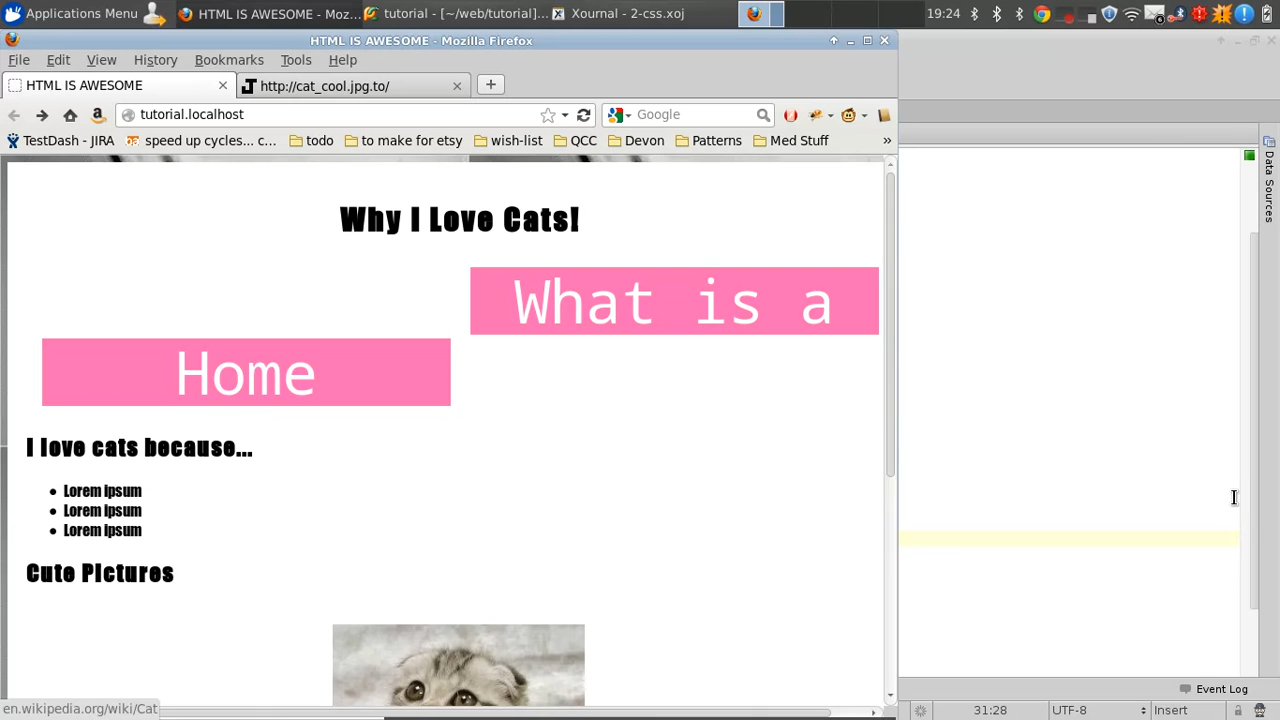 Applications Menu
HTML IS AWESOME - Moz...
tutorial - [~/web/tutorial]...
Xournal - 2-css.xoj
19:24
HTML IS AWESOME - Mozilla Firefox
File Edit View History Bookmarks Tools Help
HTML IS AWESOME
http://cat_cool.jpg.to/
tutorial.localhost
Google
TestDash - JIRA
speed up cycles... c...
todo
to make for etsy
wish-list
QCC
Devon
Patterns
Med Stuff
»
Data Sources
Why I Love Cats!
What is a
Home
I love cats because...
Lorem ipsum
Lorem ipsum
Lorem ipsum
Cute Pictures
en.wikipedia.org/wiki/Cat
Event Log
31:28 UTF-8 Insert